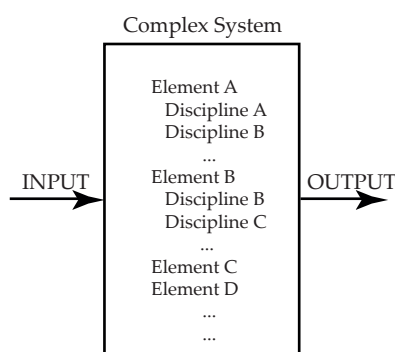 Complex System
Element A
Discipline A
Discipline B
...
INPUT
Element B
OUTPUT
Discipline B
Discipline C
...
Element C
Element D
...
...